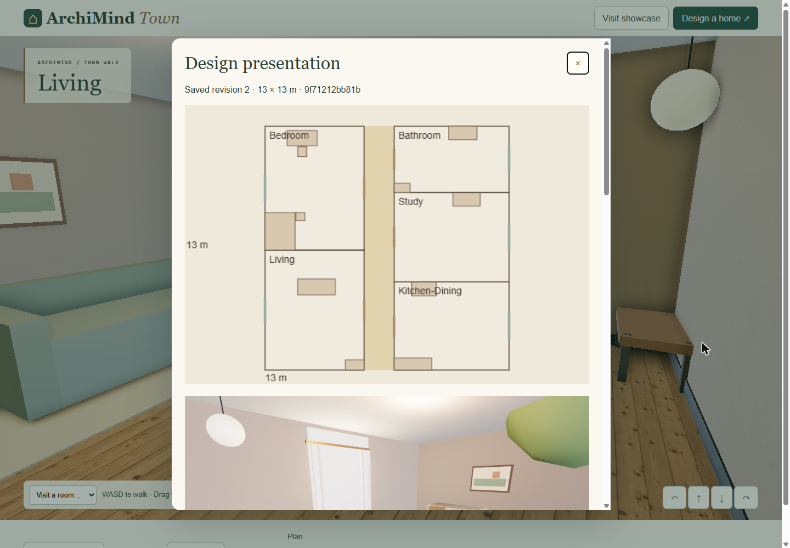 ArchiMind Town
Visit showcase
Design a home ↗
ARCHIMIND / TOWN WALK
Living
Design presentation
×
Saved revision 2 · 13 × 13 m · 9f71212bb81b
Bedroom
Bathroom
Study
13 m
Living
Kitchen-Dining
13 m
Visit a room...
WASD to walk · Drag
Plan